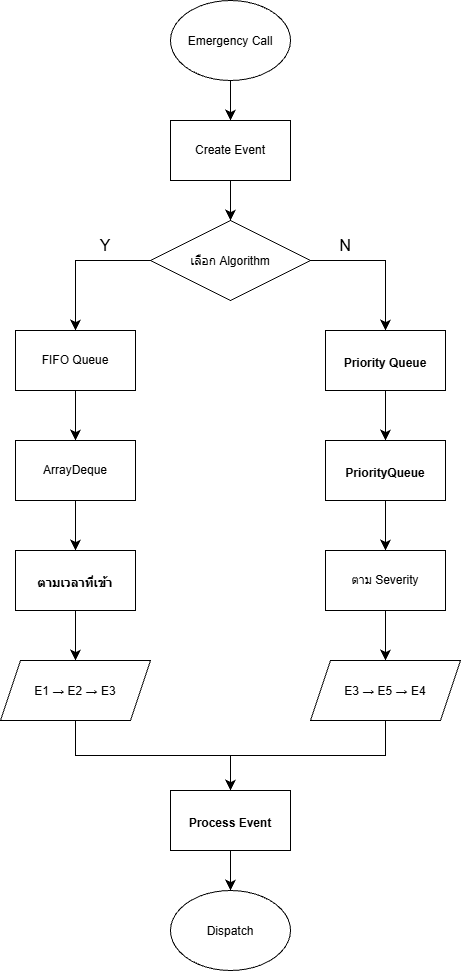 Emergency Call
Create Event
เลือก Algorithm
Y
N
FIFO Queue
Priority Queue
ArrayDeque
PriorityQueue
ตามเวลาที่เข้า
ตาม Severity
E1 → E2 → E3
E3 → E5 → E4
Process Event
Dispatch